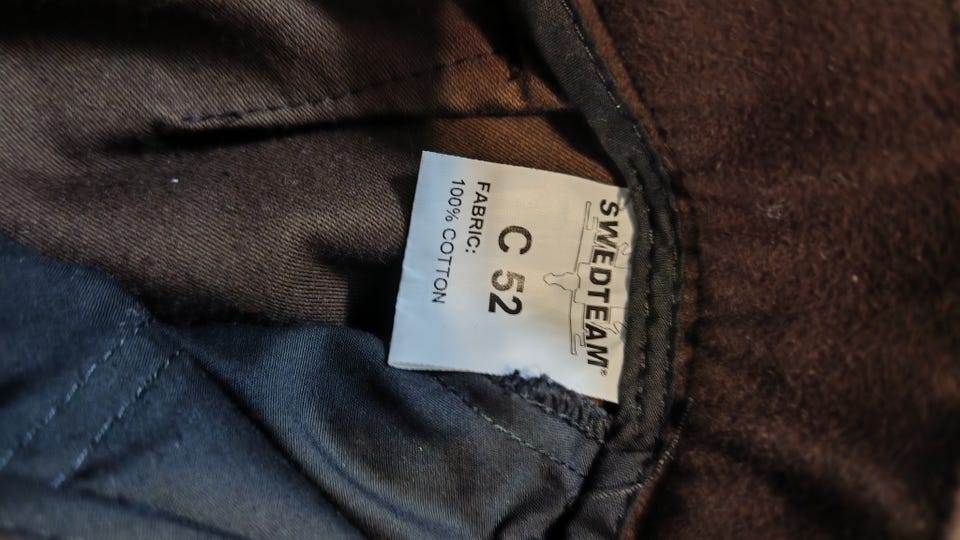 SWEDTEAM®
C 52
FABRIC:
100% COTTON